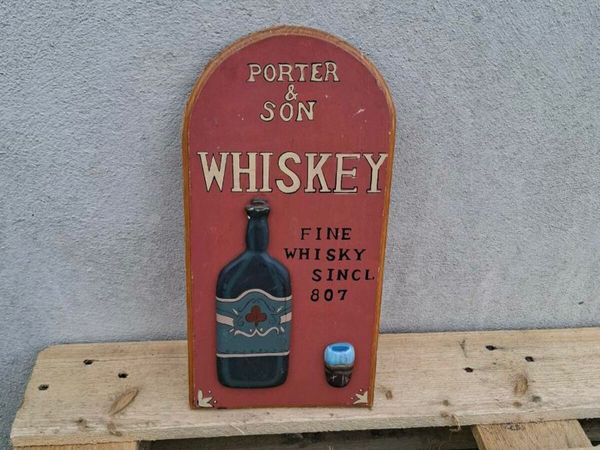 PORTER
&
SON
WHISKEY
FINE
WHISKY
SINCL
807